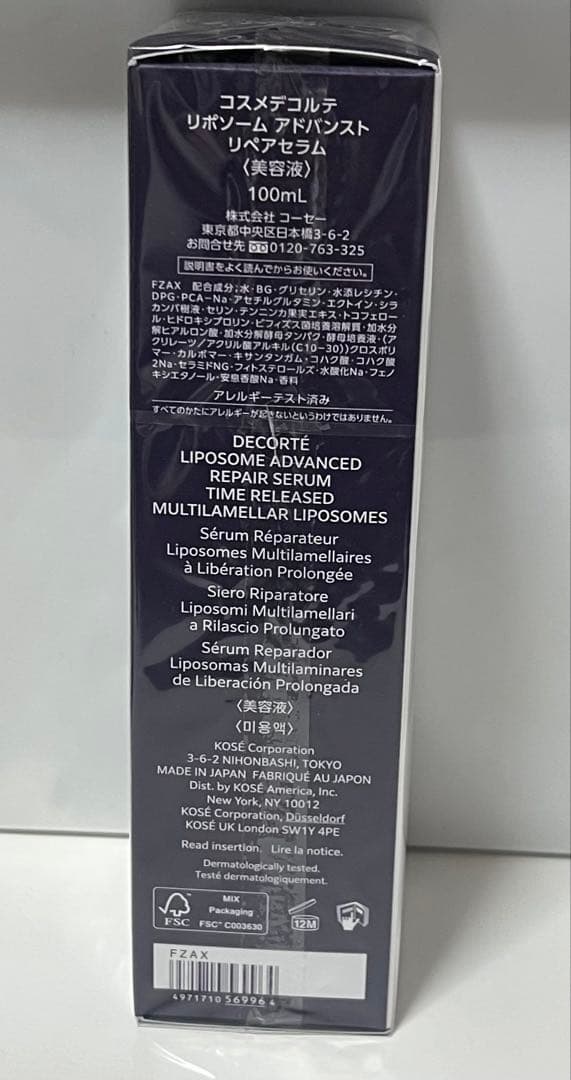 コスメデコルテ
リポソーム アドバンスト
リペアセラム
〈美容液〉
100mL
株式会社 コーセー
東京都中央区日本橋3-6-2
お問合せ先 0120-763-325
説明書をよく読んでからお使いください。
FZAX 配合成分:水・BG・グリセリン・水添レシチン・
DPG・PCA-Na・アセチルグルタミン・エクトイン・シラ
カンバ樹液・セリン・テンニンカ果実エキス・トコフェロー
ル・ヒドロキシプロリン・ビフィズス菌培養溶解質・加水分
解ヒアルロン酸・加水分解酵母タンパク・酵母培養液・(ア
クリレーツ/アクリル酸アルキル(C10-30))クロスポリ
マー・カルボマー・キサンタンガム・コハク酸・コハク酸
2Na・セラミドNG・フィトステロールズ・水酸化Na・フェノ
キシエタノール・安息香酸Na・香料
アレルギーテスト済み
すべてのかたにアレルギーが起きないというわけではありません。
DECORTÉ
LIPOSOME ADVANCED
REPAIR SERUM
TIME RELEASED
MULTILAMELLAR LIPOSOMES
Sérum Réparateur
Liposomes Multilamellaires
à Libération Prolongée
Siero Riparatore
Liposomi Multilamellari
a Rilascio Prolungato
Sérum Reparador
Liposomas Multilaminares
de Liberación Prolongada
〈美容液〉
〈미용액〉
KOSÉ Corporation
3-6-2 NIHONBASHI, TOKYO
MADE IN JAPAN FABRIQUÉ AU JAPON
Dist. by KOSÉ America, Inc.
New York, NY 10012
KOSÉ Corporation, Düsseldorf
KOSÉ UK London SW1Y 4PE
Read insertion. Lire la notice.
Dermatologically tested.
Testé dermatologiquement.
FSC
MIX
Packaging
FSC™ C003630
12M
FZAX
4971710 569964